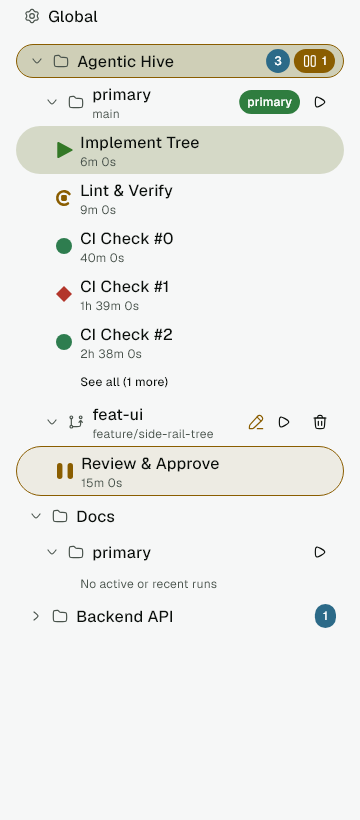 Global
Agentic Hive 3 1
primary primary
main
Implement Tree
6m 0s
Lint & Verify
9m 0s
CI Check #0
40m 0s
CI Check #1
1h 39m 0s
CI Check #2
2h 38m 0s
See all (1 more)
feat-ui
feature/side-rail-tree
Review & Approve
15m 0s
Docs
primary
No active or recent runs
Backend API 1